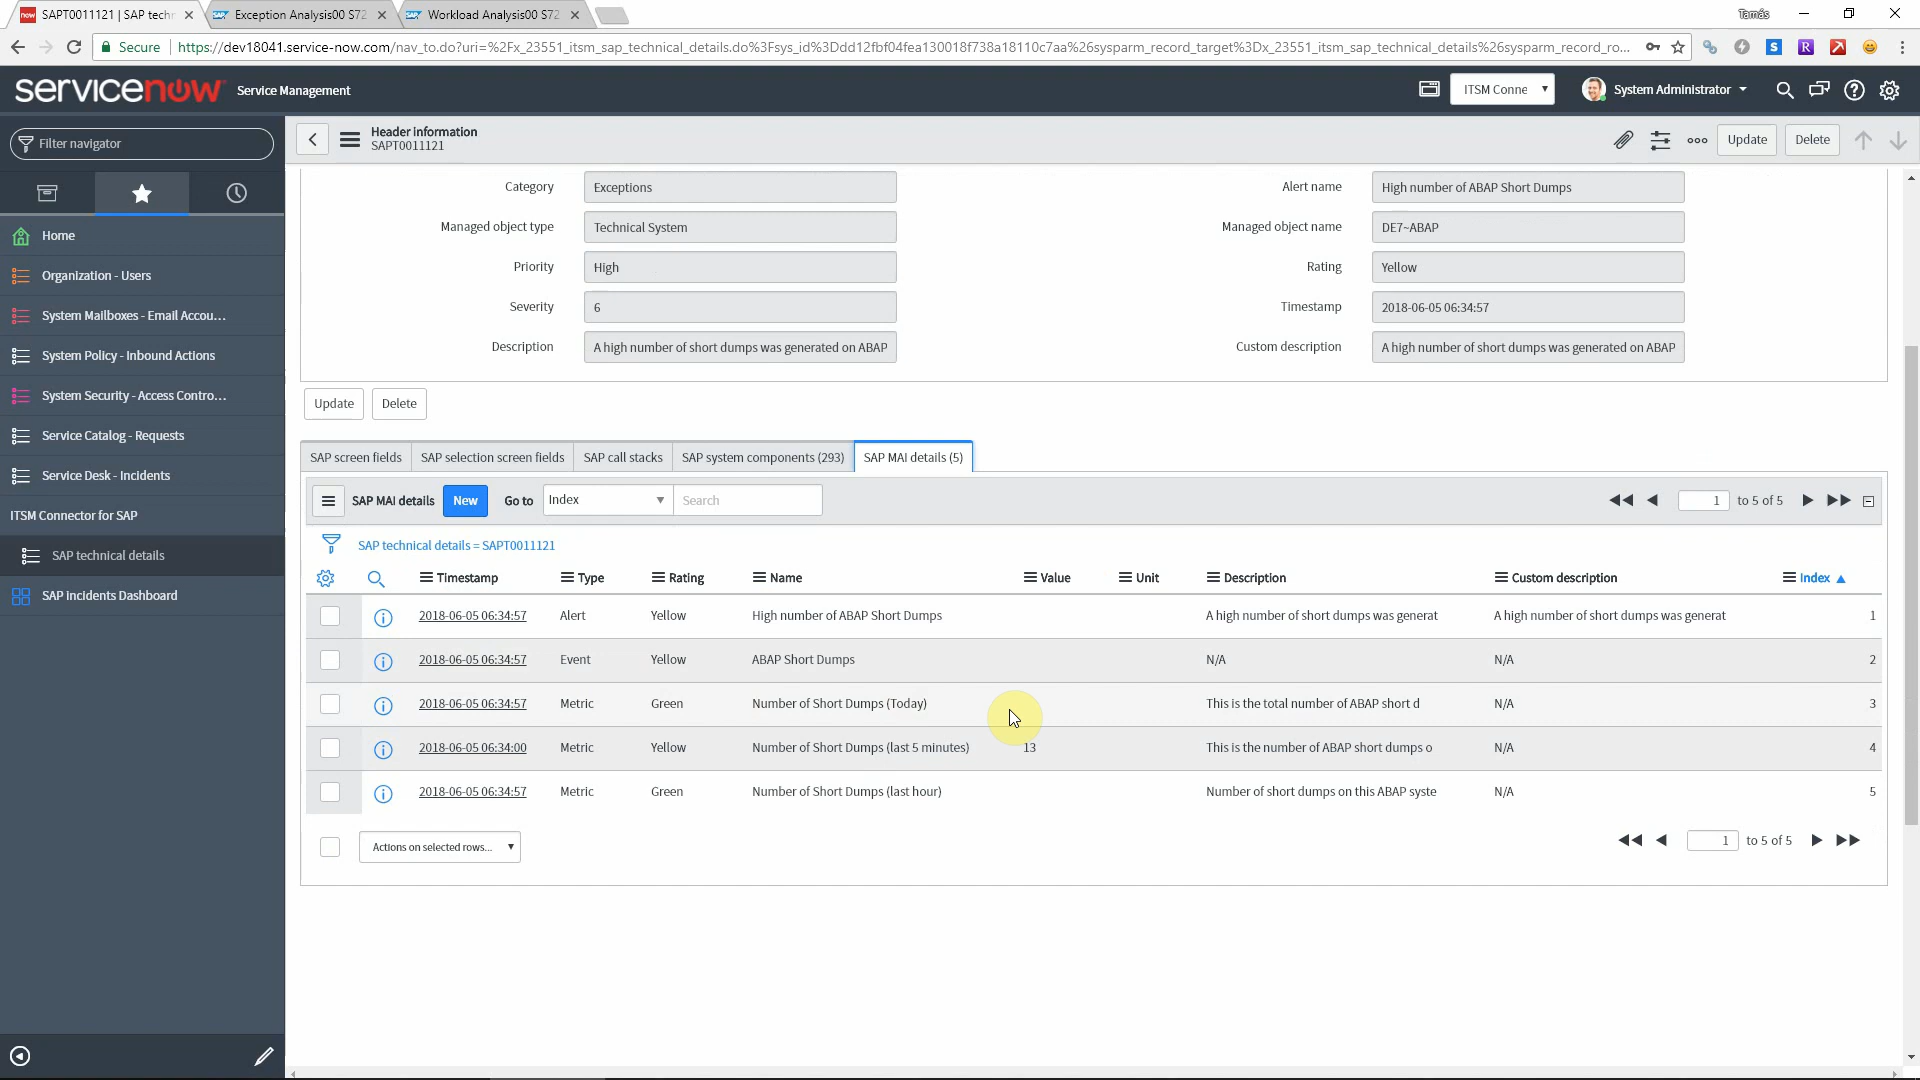 SAPT0011121 | SAP techn
Exception Analysis00 S72
Workload Analysis00 S72
Tamás
Secure
https://dev18041.service-now.com/nav_to.do?uri=%2Fx_23551_itsm_sap_technical_details.do%3Fsys_id%3Ddd12fbf04fea130018f738a18110c7aa%26sysparm_record_target%3Dx_23551_itsm_sap_technical_details%26sysparm_record_ro...
servicenow Service Management
ITSM Conne
System Administrator
Filter navigator
Home
Organization - Users
System Mailboxes - Email Accou...
System Policy - Inbound Actions
System Security - Access Contro...
Service Catalog - Requests
Service Desk - Incidents
ITSM Connector for SAP
SAP technical details
SAP Incidents Dashboard
Header information
SAPT0011121
Update
Delete
Category Exceptions Alert name High number of ABAP Short Dumps
Managed object type Technical System Managed object name DE7~ABAP
Priority High Rating Yellow
Severity 6 Timestamp 2018-06-05 06:34:57
Description A high number of short dumps was generated on ABAP Custom description A high number of short dumps was generated on ABAP
Update Delete
SAP screen fields SAP selection screen fields SAP call stacks SAP system components (293) SAP MAI details (5)
SAP MAI details New Go to Index Search 1 to 5 of 5
SAP technical details = SAPT0011121
Timestamp Type Rating Name Value Unit Description Custom description Index
2018-06-05 06:34:57 Alert Yellow High number of ABAP Short Dumps A high number of short dumps was generat A high number of short dumps was generat 1
2018-06-05 06:34:57 Event Yellow ABAP Short Dumps N/A N/A 2
2018-06-05 06:34:57 Metric Green Number of Short Dumps (Today) This is the total number of ABAP short d N/A 3
2018-06-05 06:34:00 Metric Yellow Number of Short Dumps (last 5 minutes) 13 This is the number of ABAP short dumps o N/A 4
2018-06-05 06:34:57 Metric Green Number of Short Dumps (last hour) Number of short dumps on this ABAP syste N/A 5
Actions on selected rows... 1 to 5 of 5